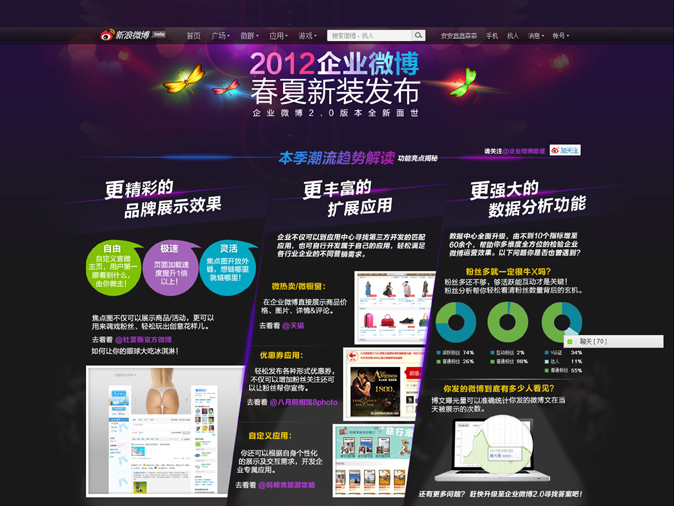 新浪微博 beta
首页 广场 微群 应用 游戏 搜索微博、找人 手机 找人 消息 帐号
2012企业微博
春夏新装发布
企业微博2.0版本全新面世
请关注@企业微博助理 加关注
本季潮流趋势解读 功能亮点揭秘
更精彩的
品牌展示效果
自由
自定义官微
主页，用户第一
眼看到什么，
由你做主！
极速
页面加载速
度提升1倍
以上！
灵活
焦点图开放外
链，想链哪里
就链哪里！
焦点图不仅可以展示商品/活动，更可以
用来调戏粉丝、轻松玩出创意花样儿。
去看看 @杜蕾斯官方微博
如何让你的眼球大吃冰淇淋！
更丰富的
扩展应用
企业不仅可以到应用中心寻找第三方开发的匹配
应用，也可自行开发属于自己的应用，轻松满足
各行业企业的不同营销需求。
微热卖/微橱窗：
在企业微博直接展示商品价
格、图片、详情&评论。
去看看 @天猫
优惠券应用：
轻松发布各种形式优惠券，
不仅可以增加粉丝关注还可
以让粉丝帮你宣传。
去看看 @八月照相馆8photo
自定义应用：
你还可以根据自身个性化
的展示及交互需求，开发企
业专属应用。
去看看 @蚂蜂窝旅游攻略
更强大的
数据分析功能
数据中心全面升级，由不到10个指标增至
60余个，帮助你多维度全方位的检验企业
微博运营效果。以下问题你是否也曾遇到？
粉丝多就一定很牛X吗？
粉丝多还不够，够活跃能互动才是关键！
粉丝分析帮你轻松看清粉丝数量背后的玄机。
活跃粉丝 74%
普通粉丝 26%
互动粉丝 2%
普通粉丝 98%
V认证 34%
达人 11%
普通粉丝 55%
聊天 [70]
你发的微博到底有多少人看见？
博文曝光量可以准确统计你发的微博文在当
天被展示的次数。
还有更多问题？ 赶快升级至企业微博2.0寻找答案吧！